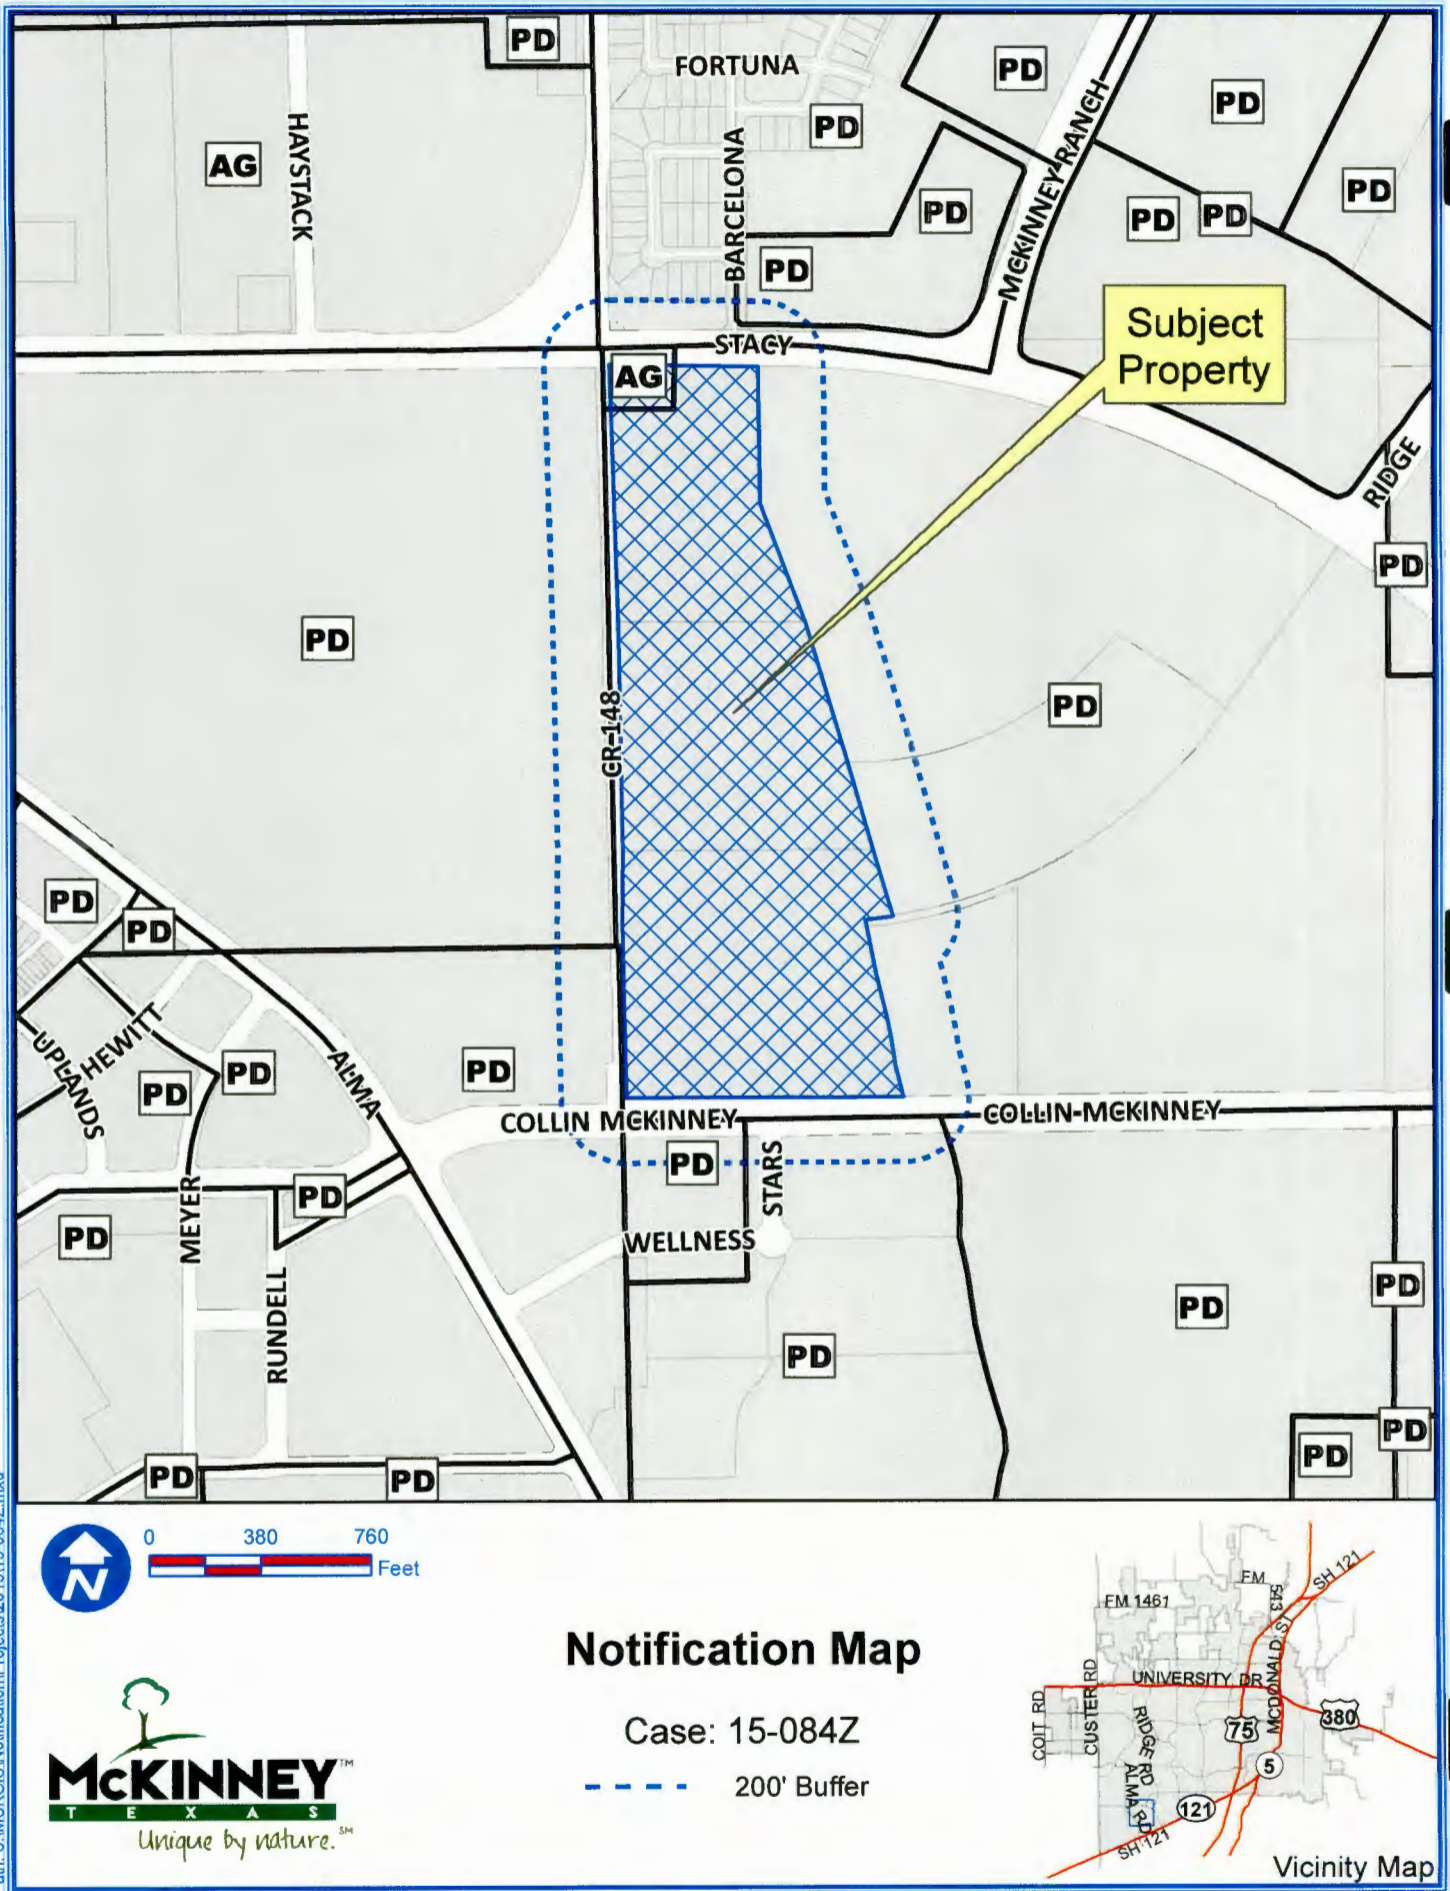 PD
FORTUNA
PD
PD
AG
HAYSTACK
PD
BARCELONA
MCKINNEY RANCH
PD
PD
PD
PD
PD
Subject
Property
STACY
AG
RIDGE
PD
PD
CR-148
PD
PD
PD
UPLANDS
HEWITT
PD
PD
ALMA
PD
COLLIN MCKINNEY
COLLIN-MCKINNEY
PD
STARS
PD
MEYER
PD
WELLNESS
RUNDELL
PD
PD
PD
PD
PD
PD
PD
PD
0 380 760
Feet
N
Notification Map
Case: 15-084Z
200' Buffer
McKINNEY™
TEXAS
Unique by nature.℠
FM 1461
FM
543
SH 121
MCDONALD ST
UNIVERSITY DR
COIT RD
CUSTER RD
RIDGE RD
ALMA RD
75
380
5
121
SH 121
Vicinity Map